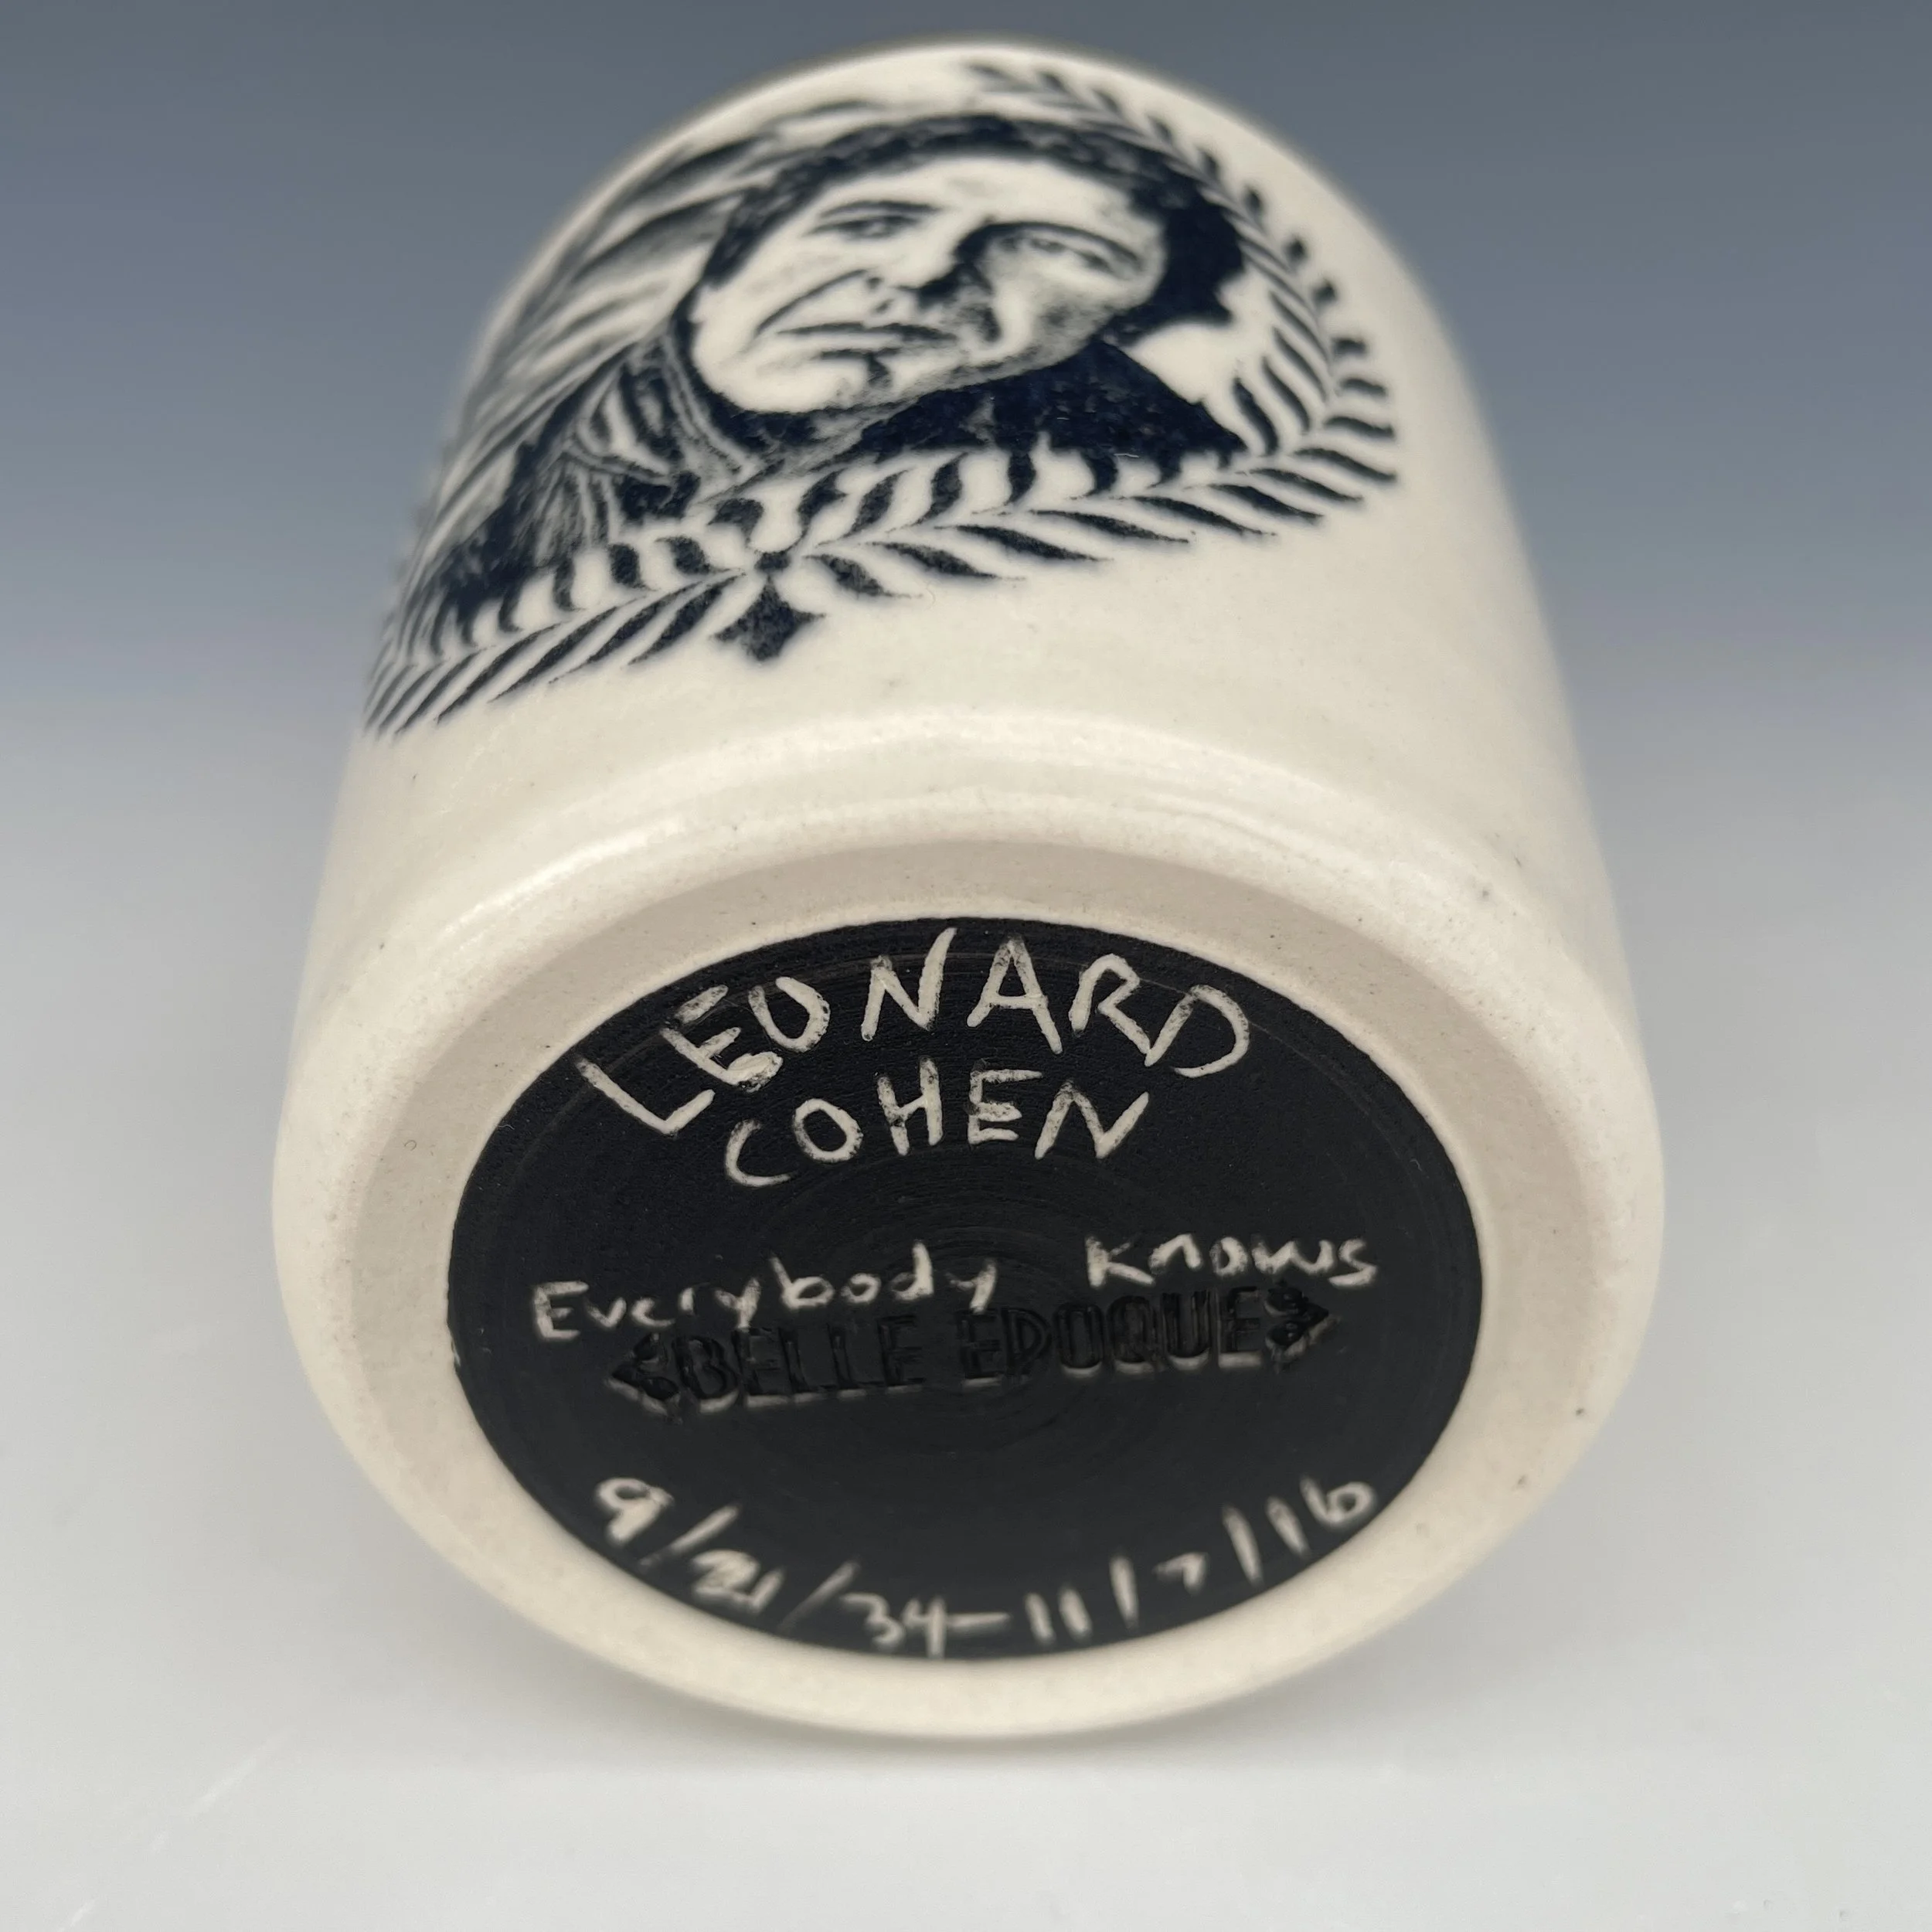 LEONARD
COHEN
Everybody Knows
BELLE EPOQUE
9/21/34-11/7/16